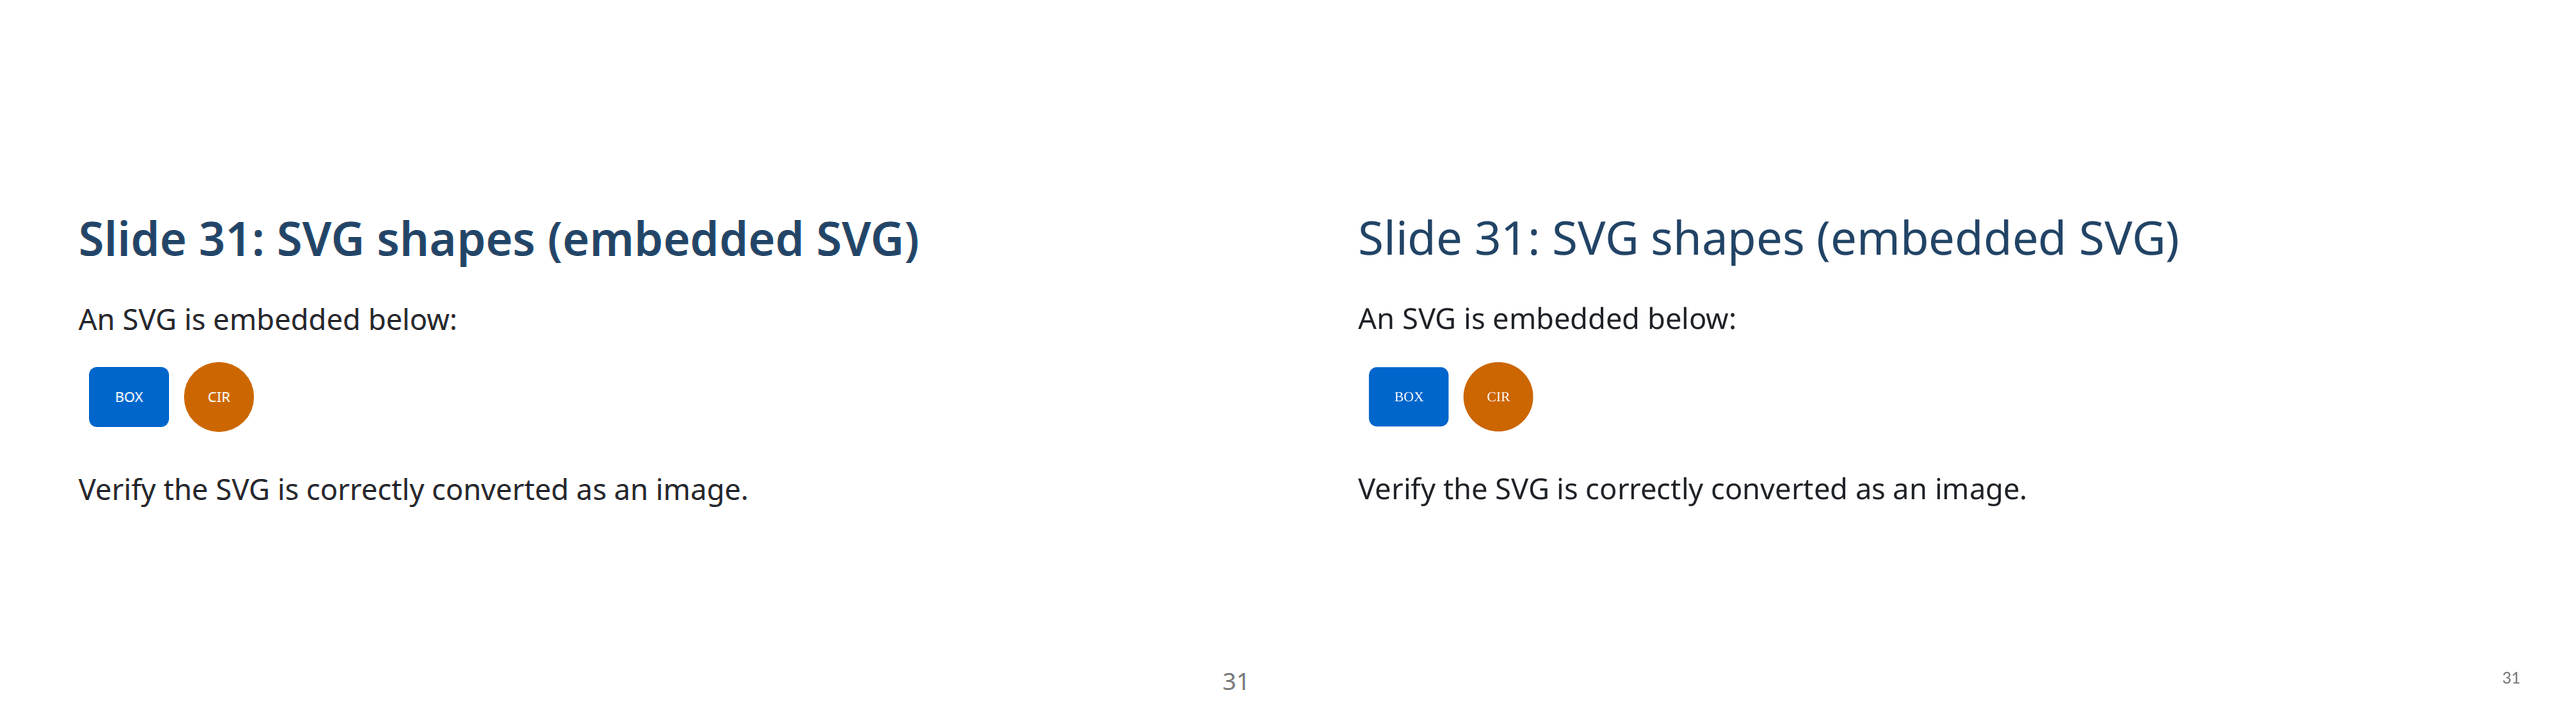 Slide 31: SVG shapes (embedded SVG)
An SVG is embedded below:
BOX CIR
Verify the SVG is correctly converted as an image.
31
Slide 31: SVG shapes (embedded SVG)
An SVG is embedded below:
BOX CIR
Verify the SVG is correctly converted as an image.
31